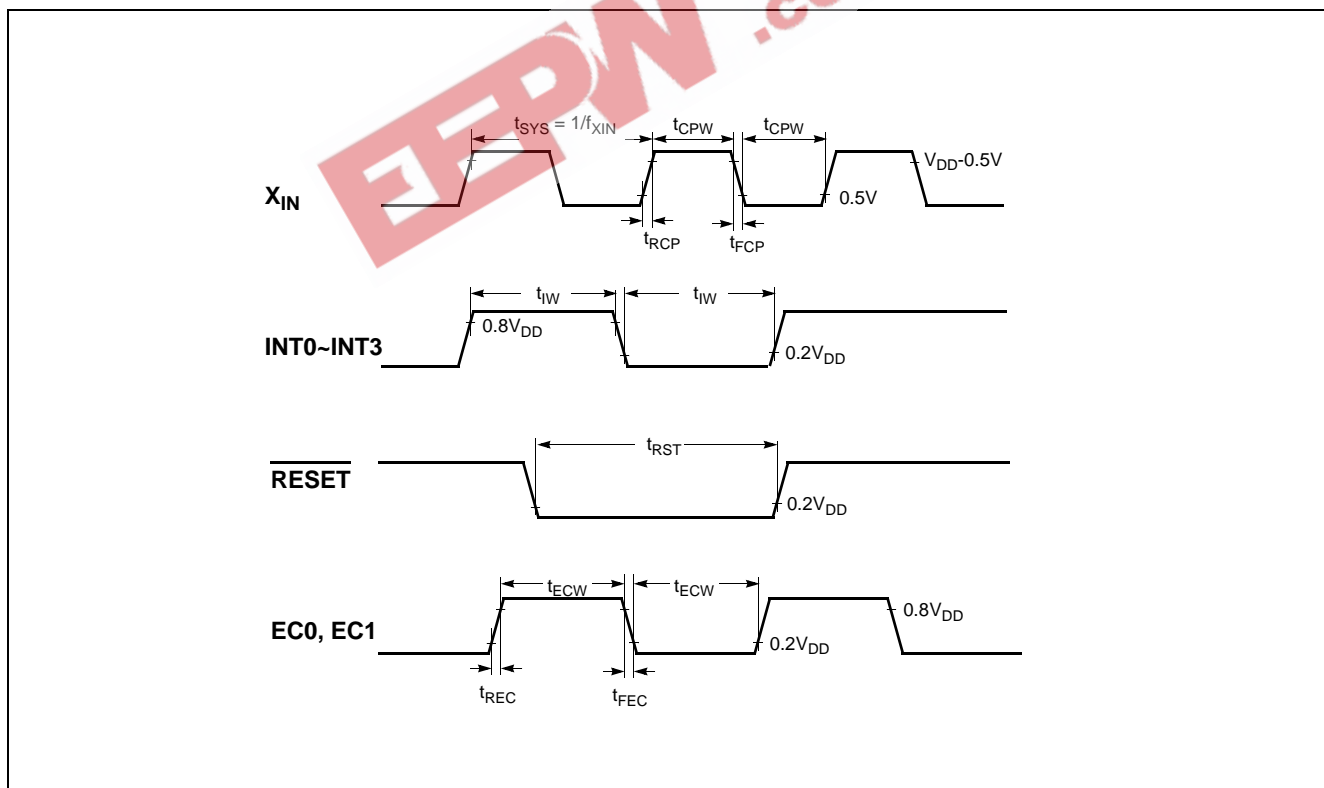 EEPW.co
tSYS = 1/fXIN
tCPW
tCPW
XIN
VDD-0.5V
0.5V
tRCP
tFCP
tIW
tIW
INT0~INT3
0.8VDD
0.2VDD
tRST
RESET
0.2VDD
tECW
tECW
EC0, EC1
0.8VDD
0.2VDD
tREC
tFEC